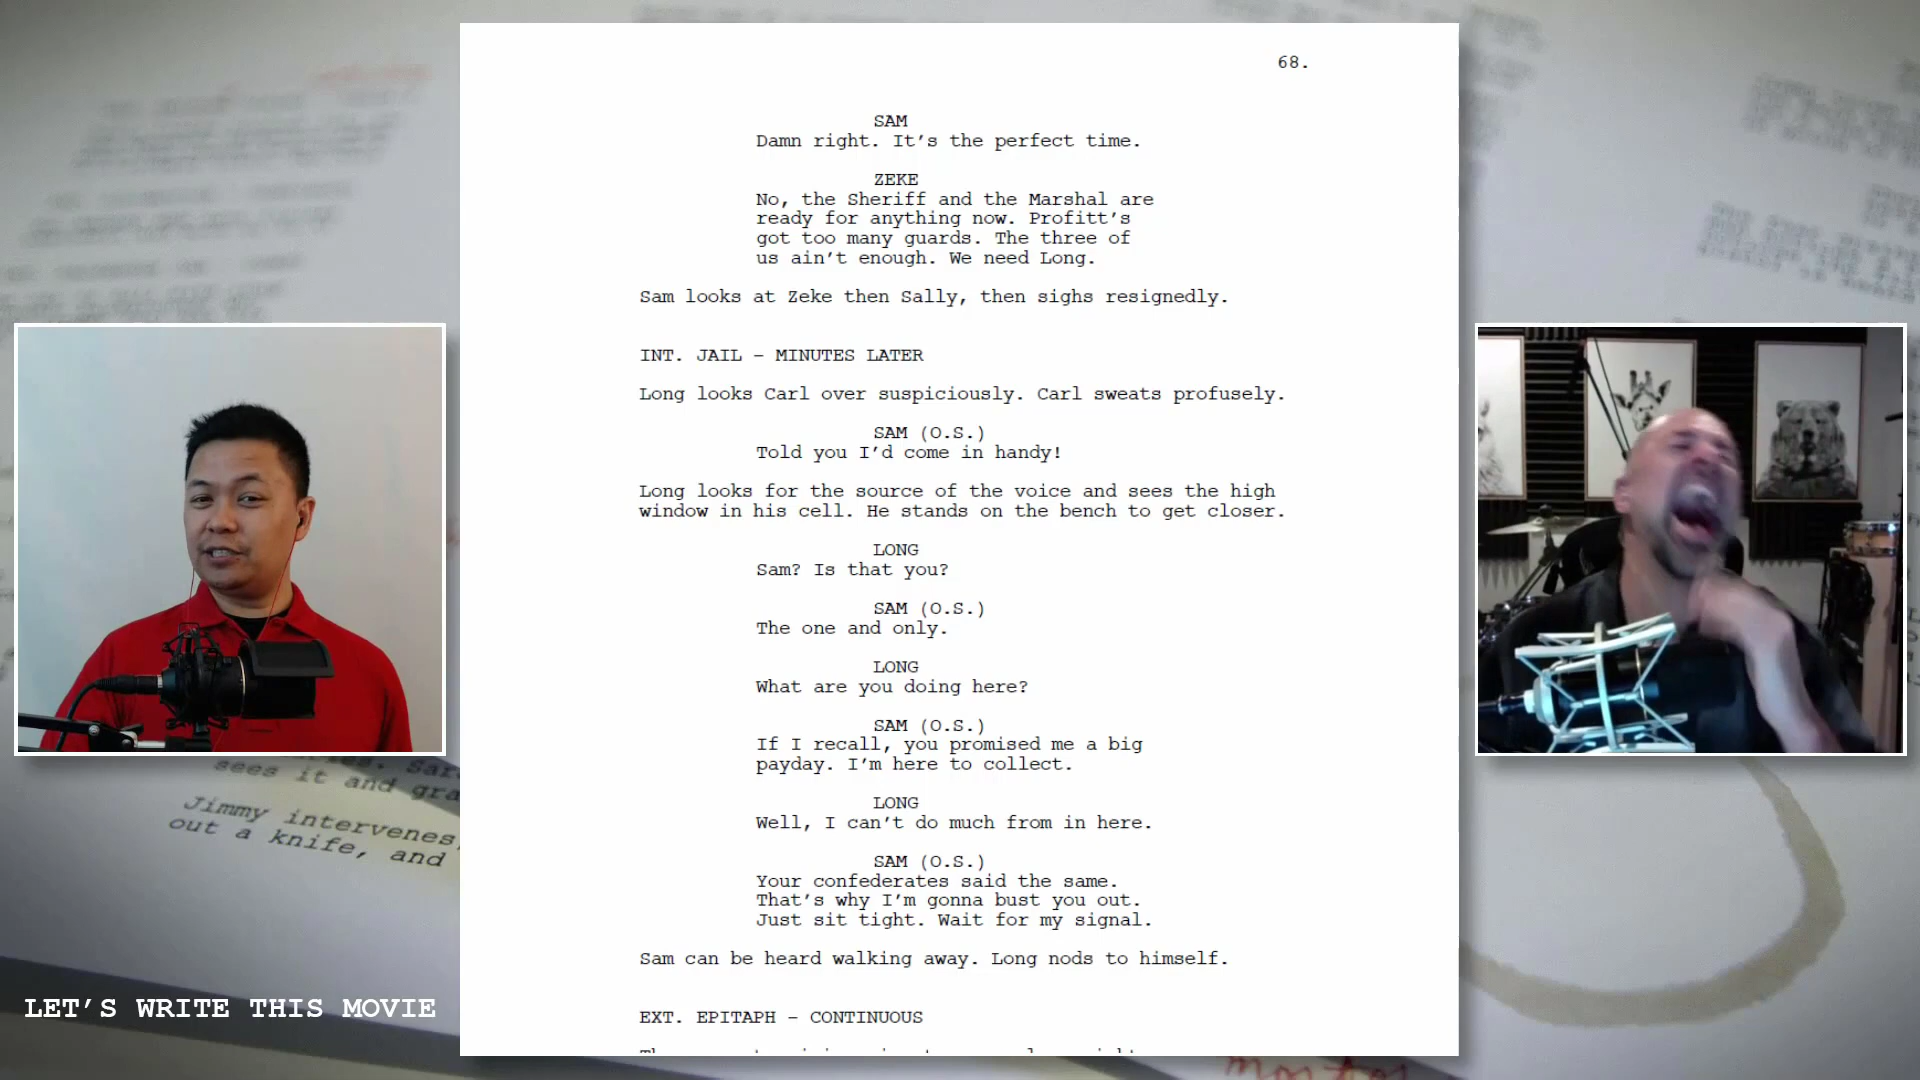 68.
SAM
Damn right. It's the perfect time.
ZEKE
No, the Sheriff and the Marshal are
ready for anything now. Profitt's
got too many guards. The three of
us ain't enough. We need Long.
Sam looks at Zeke then Sally, then sighs resignedly.
INT. JAIL – MINUTES LATER
Long looks Carl over suspiciously. Carl sweats profusely.
SAM (O.S.)
Told you I'd come in handy!
Long looks for the source of the voice and sees the high
window in his cell. He stands on the bench to get closer.
LONG
Sam? Is that you?
SAM (O.S.)
The one and only.
LONG
What are you doing here?
SAM (O.S.)
If I recall, you promised me a big
payday. I'm here to collect.
LONG
Well, I can't do much from in here.
SAM (O.S.)
Your confederates said the same.
That's why I'm gonna bust you out.
Just sit tight. Wait for my signal.
Sam can be heard walking away. Long nods to himself.
EXT. EPITAPH – CONTINUOUS
sees it and gra
Jimmy intervenes
out a knife, and
LET'S WRITE THIS MOVIE